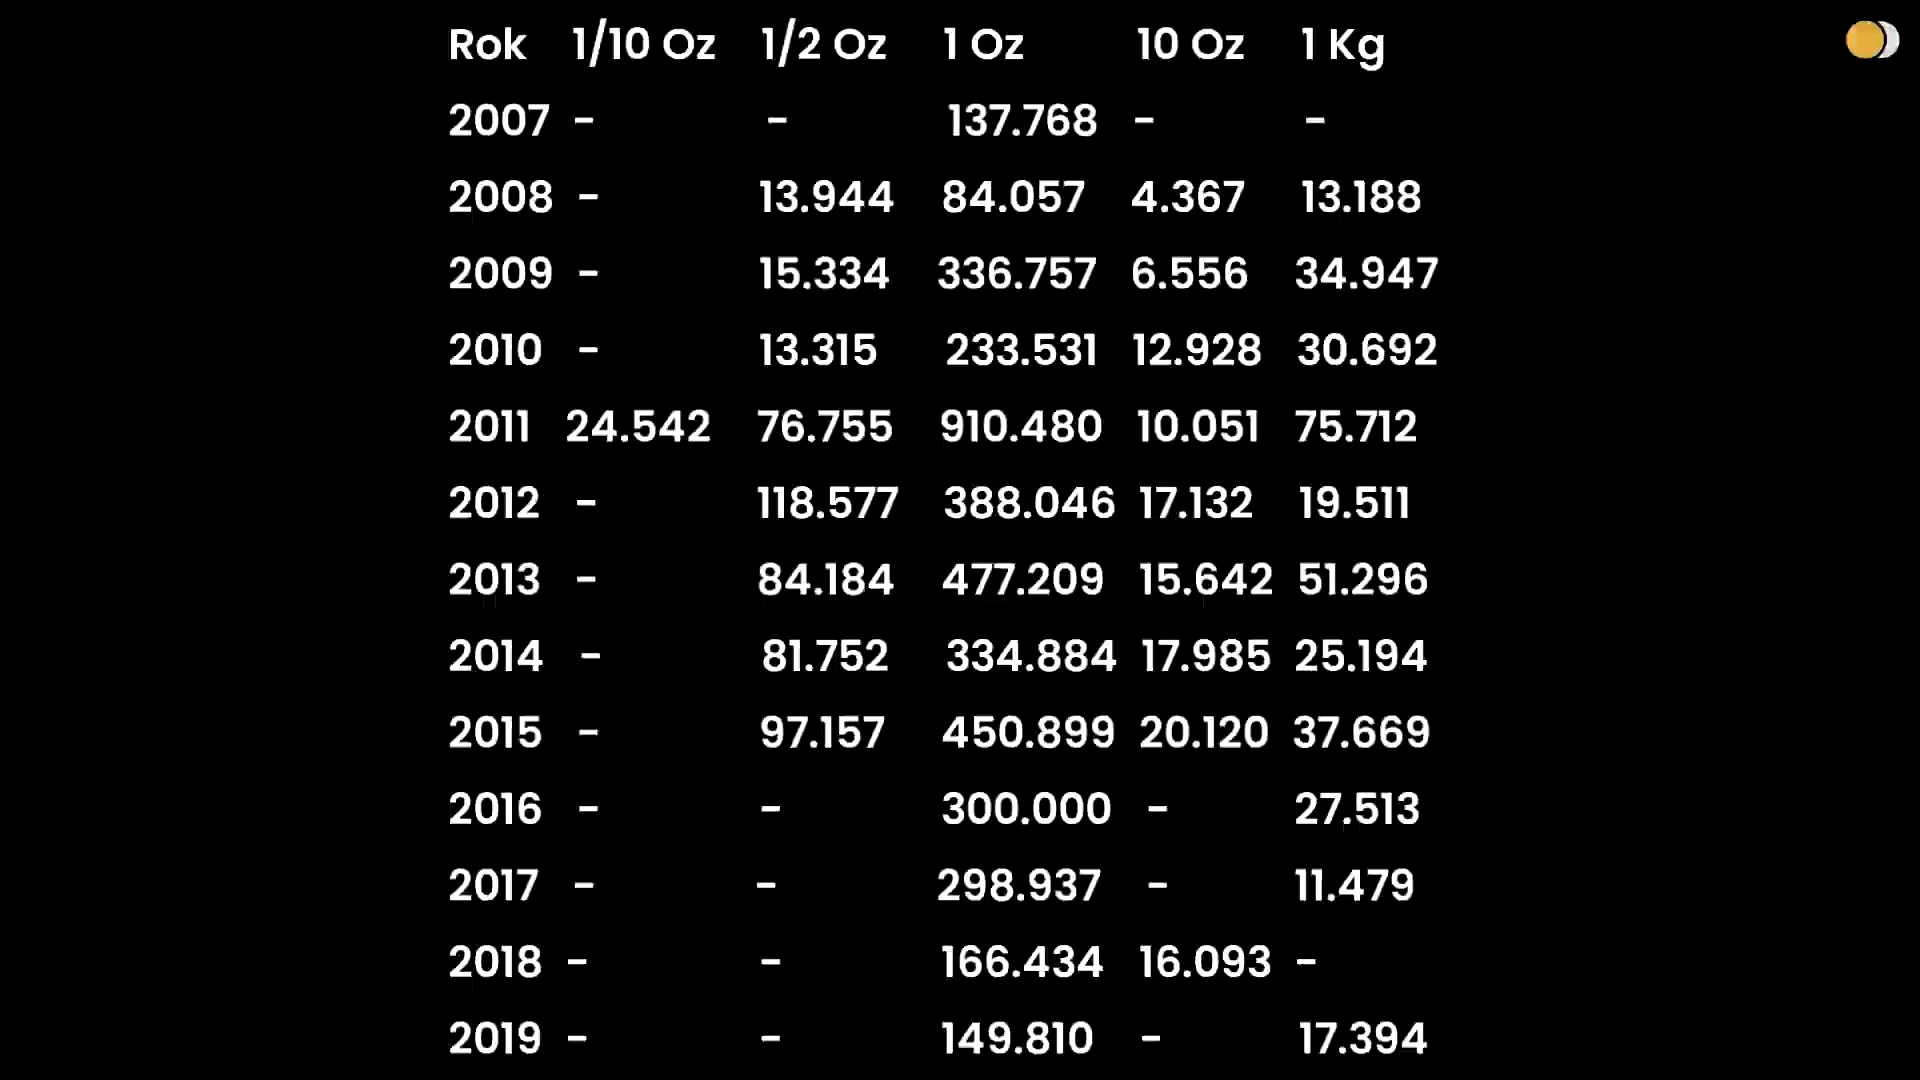 Rok 1/10 Oz 1/2 Oz 1 Oz 10 Oz 1 Kg
2007 - - 137.768 - -
2008 - 13.944 84.057 4.367 13.188
2009 - 15.334 336.757 6.556 34.947
2010 - 13.315 233.531 12.928 30.692
2011 24.542 76.755 910.480 10.051 75.712
2012 - 118.577 388.046 17.132 19.511
2013 - 84.184 477.209 15.642 51.296
2014 - 81.752 334.884 17.985 25.194
2015 - 97.157 450.899 20.120 37.669
2016 - - 300.000 - 27.513
2017 - - 298.937 - 11.479
2018 - - 166.434 16.093 -
2019 - - 149.810 - 17.394